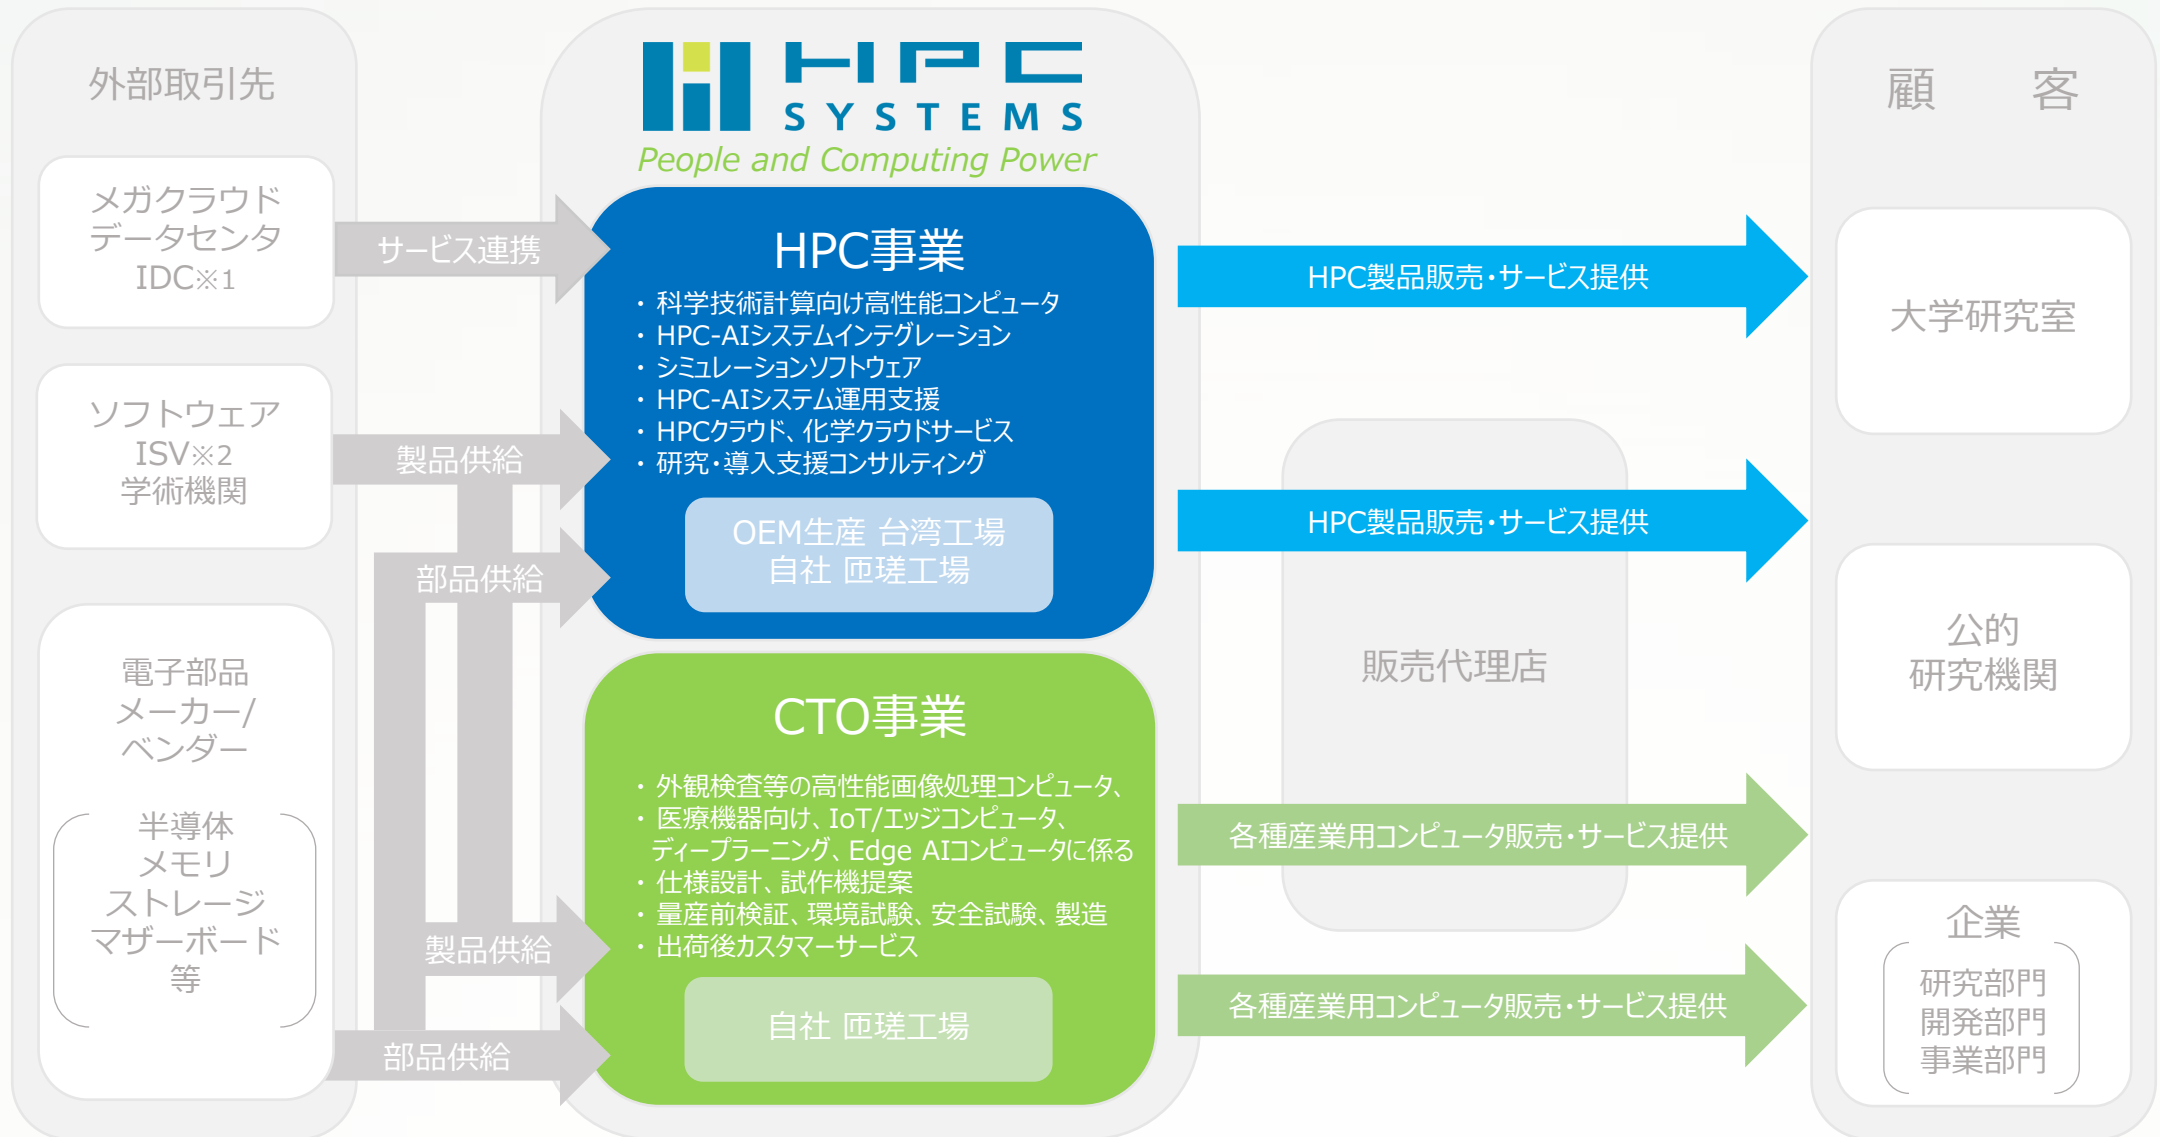 外部取引先
メガクラウド
データセンタ
IDC※1
ソフトウェア
ISV※2
学術機関
電子部品
メーカー/
ベンダー
半導体
メモリ
ストレージ
マザーボード
等
サービス連携
製品供給
部品供給
製品供給
部品供給
HPC
SYSTEMS
People and Computing Power
HPC事業
・ 科学技術計算向け高性能コンピュータ
・ HPC-AIシステムインテグレーション
・ シミュレーションソフトウェア
・ HPC-AIシステム運用支援
・ HPCクラウド、化学クラウドサービス
・ 研究・導入支援コンサルティング
OEM生産 台湾工場
自社 匝瑳工場
CTO事業
・ 外観検査等の高性能画像処理コンピュータ、
・ 医療機器向け、IoT/エッジコンピュータ、
ディープラーニング、Edge AIコンピュータに係る
・ 仕様設計、試作機提案
・ 量産前検証、環境試験、安全試験、製造
・ 出荷後カスタマーサービス
自社 匝瑳工場
HPC製品販売・サービス提供
HPC製品販売・サービス提供
販売代理店
各種産業用コンピュータ販売・サービス提供
各種産業用コンピュータ販売・サービス提供
顧 客
大学研究室
公的
研究機関
企業
研究部門
開発部門
事業部門